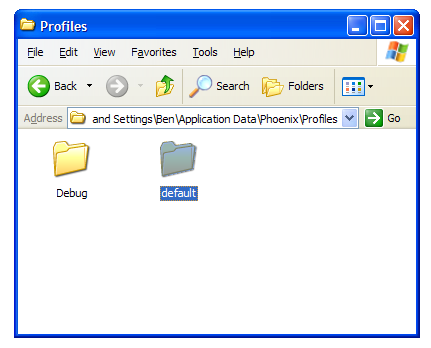 Profiles
File Edit View Favorites Tools Help
Back Search Folders
Address and Settings\Ben\Application Data\Phoenix\Profiles Go
Debug default